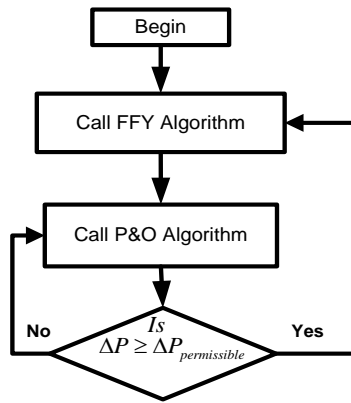 Begin
Call FFY Algorithm
Call P&O Algorithm
Is
No
ΔP ≥ ΔP_permissible
Yes